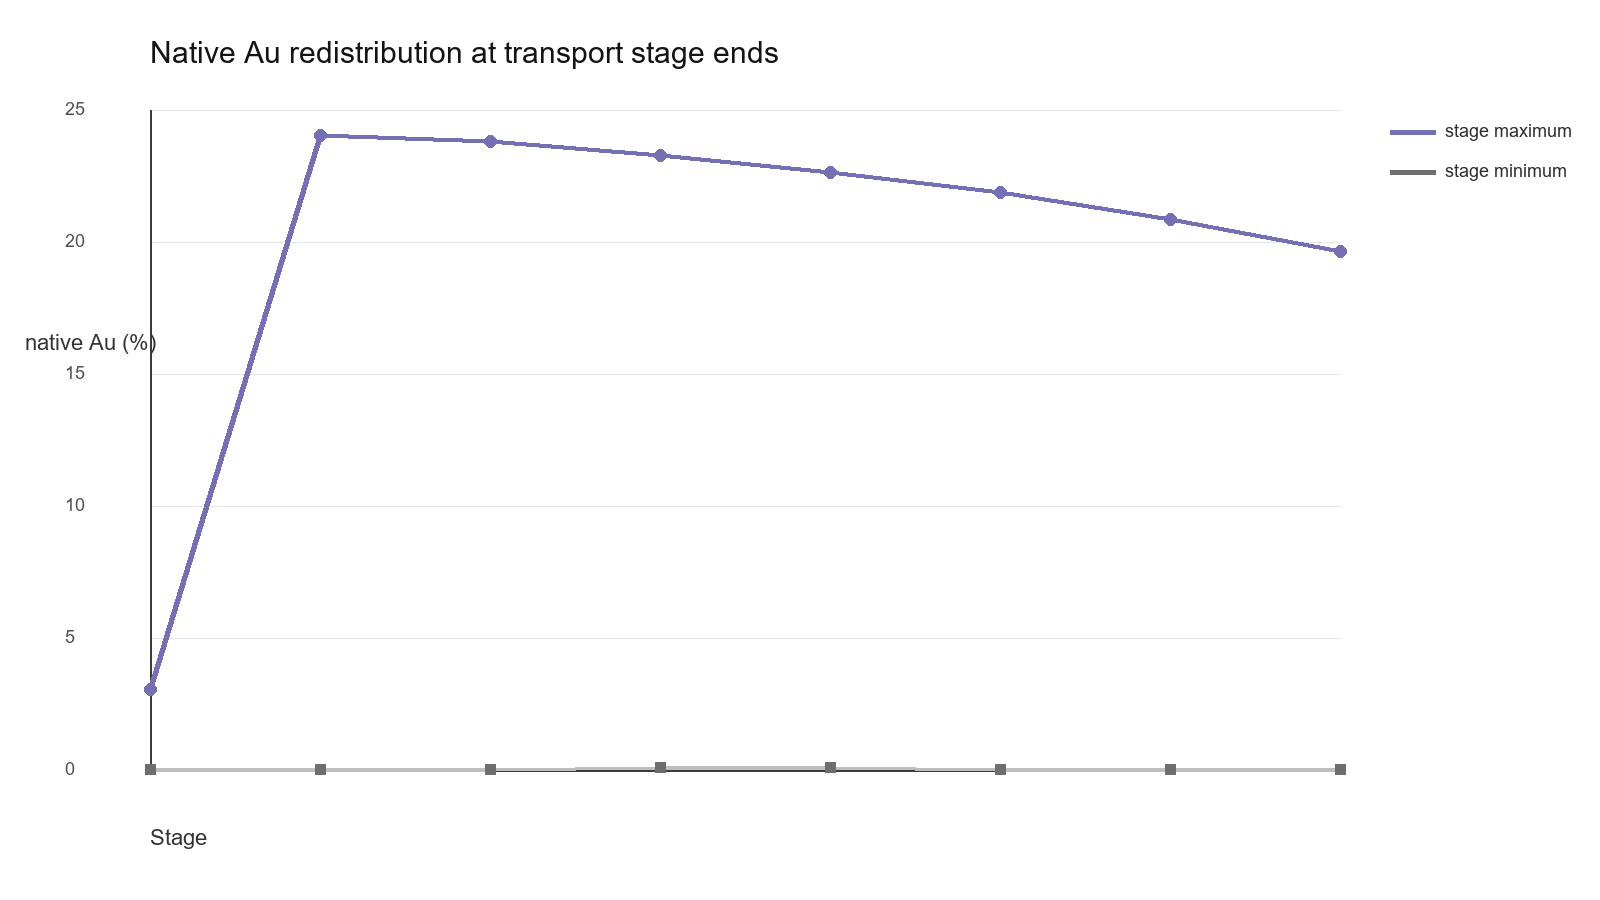 Native Au redistribution at transport stage ends
25
stage maximum
stage minimum
20
native Au (%)
15
10
5
0
Stage